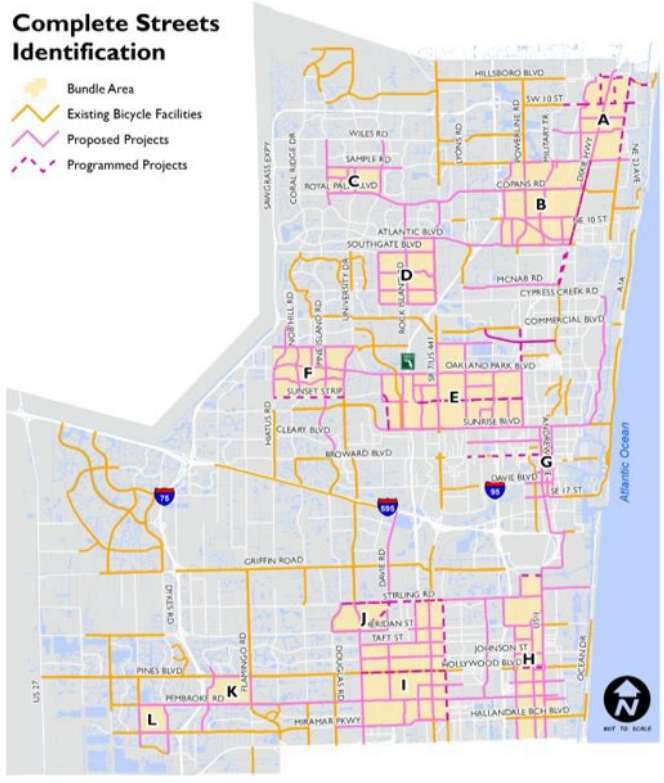 Complete Streets
Identification
Bundle Area
Existing Bicycle Facilities
Proposed Projects
Programmed Projects
HILLSBORO BLVD
SW 10 ST
A
WILES RD
LYONS RD
POWERLINE RD
MILITARY TR
SAMPLE RD
DIXIE HWY
NE 23 AVE
SAWGRASS EXPY
CORAL RIDGE DR
C
ROYAL PALM BLVD
COPANS RD
B
NE 10 ST
ATLANTIC BLVD
SOUTHGATE BLVD
UNIVERSITY DR
D
ROCK ISLAND RD
MCNAB RD
CYPRESS CREEK RD
A1A
NOB HILL RD
PINE ISLAND RD
COMMERCIAL BLVD
SR 7/US 441
OAKLAND PARK BLVD
F
SUNSET STRIP
E
SUNRISE BLVD
HIATUS RD
CLEARY BLVD
BROWARD BLVD
G
DAVIE BLVD
SE 17 ST
Atlantic Ocean
75
595
95
GRIFFIN ROAD
DAVIE RD
DYKES RD
STIRLING RD
J
TAFT ST
US1
JOHNSON ST
HOLLYWOOD BLVD
H
OCEAN DR
FLAMINGO RD
DOUGLAS RD
PINES BLVD
K
I
US 27
PEMBROKE RD
L
MIRAMAR PKWY
HALLANDALE BCH BLVD
N
NOT TO SCALE